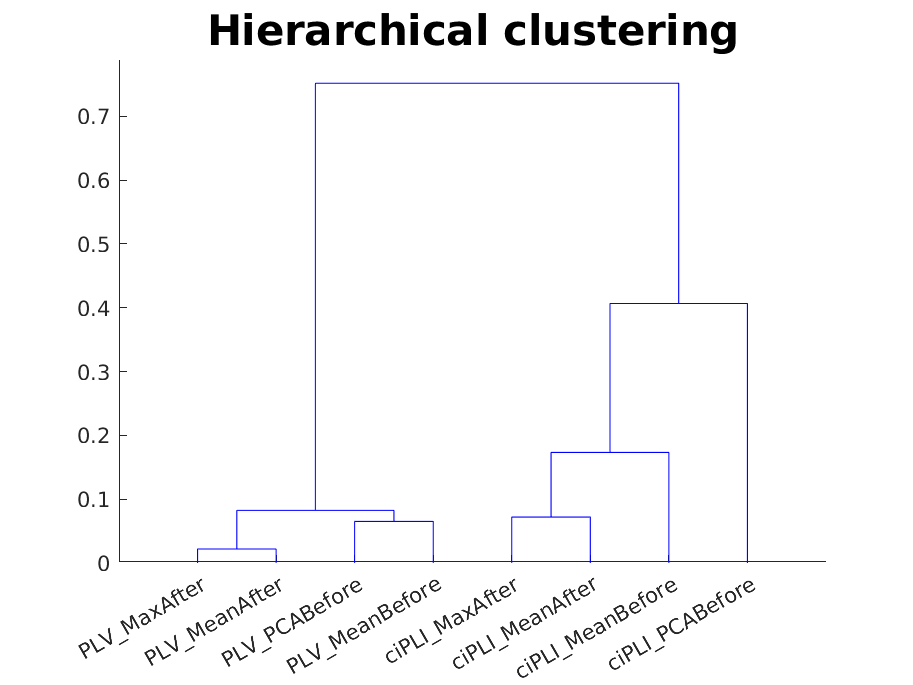 Hierarchical clustering
0.7
0.6
0.5
0.4
0.3
0.2
0.1
0
PLV_MaxAfter
PLV_MeanAfter
PLV_PCABefore
PLV_MeanBefore
ciPLI_MaxAfter
ciPLI_MeanAfter
ciPLI_MeanBefore
ciPLI_PCABefore